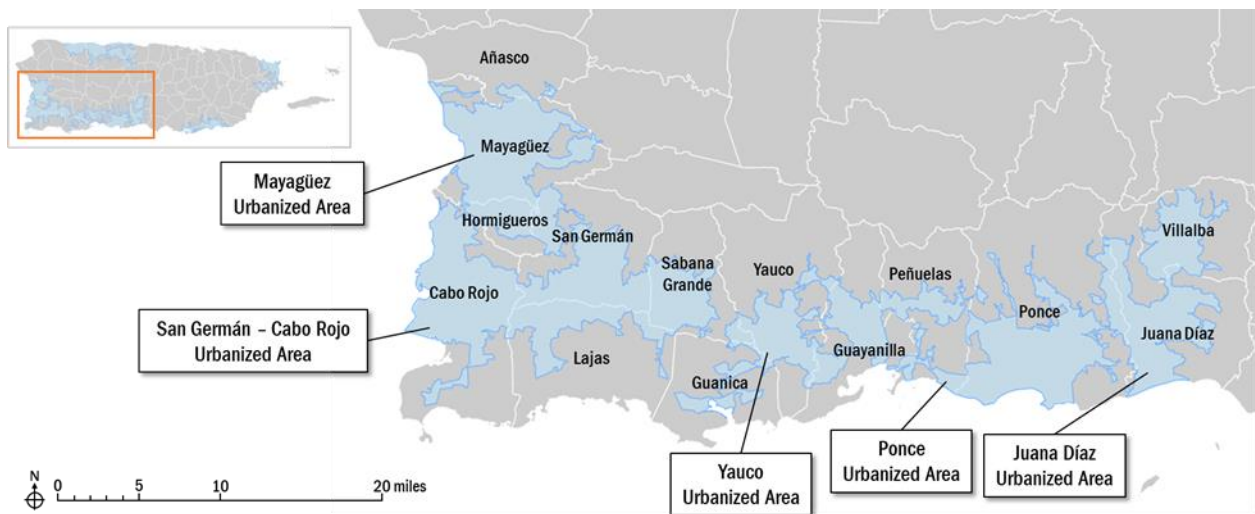 Añasco
Mayagüez
Mayagüez
Urbanized Area
Hormigueros
San Germán
Villalba
Sabana
Grande
Yauco
Peñuelas
Cabo Rojo
Ponce
San Germán – Cabo Rojo
Urbanized Area
Juana Díaz
Lajas
Guayanilla
Guanica
Ponce
Urbanized Area
Juana Díaz
Urbanized Area
Yauco
Urbanized Area
N
0 5 10 20 miles